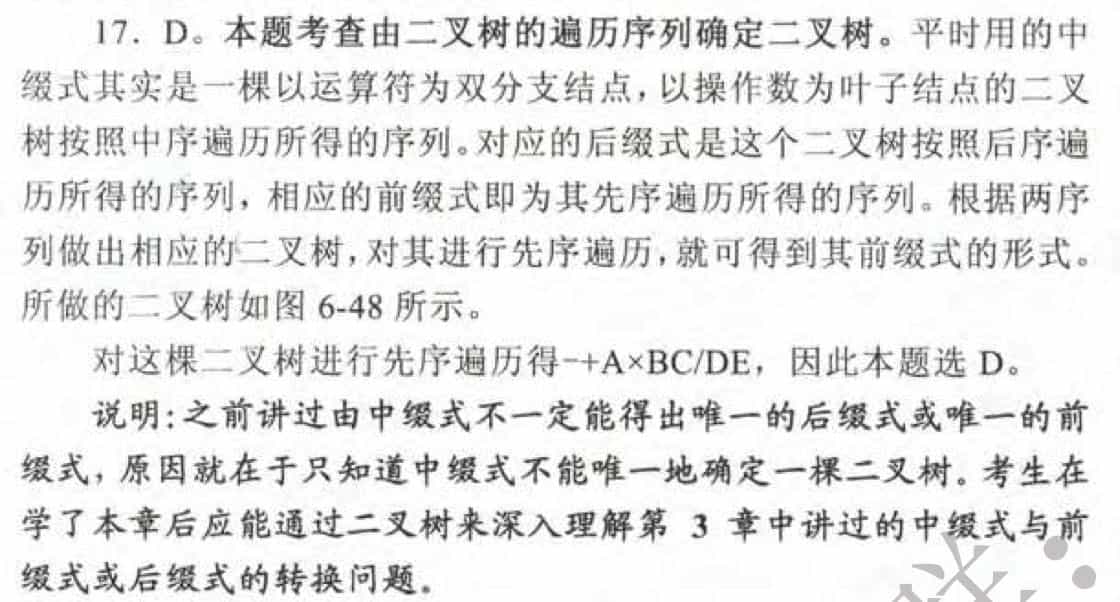 17. D。本题考查由二叉树的遍历序列确定二叉树。平时用的中
缀式其实是一棵以运算符为双分支结点，以操作数为叶子结点的二叉
树按照中序遍历所得的序列。对应的后缀式是这个二叉树按照后序遍
历所得的序列，相应的前缀式即为其先序遍历所得的序列。根据两序
列做出相应的二叉树，对其进行先序遍历，就可得到其前缀式的形式。
所做的二叉树如图 6-48 所示。
对这棵二叉树进行先序遍历得-+A×BC/DE，因此本题选 D。
说明：之前讲过由中缀式不一定能得出唯一的后缀式或唯一的前
缀式，原因就在于只知道中缀式不能唯一地确定一棵二叉树。考生在
学了本章后应能通过二叉树来深入理解第 3 章中讲过的中缀式与前
缀式或后缀式的转换问题。